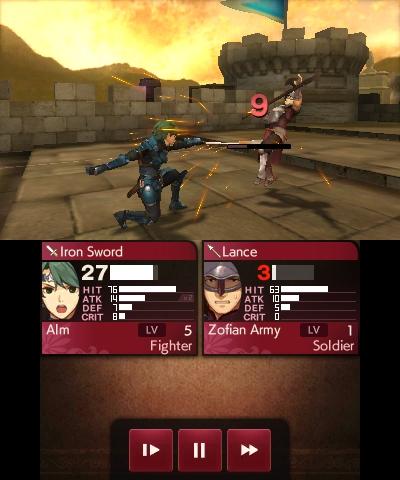 9
Iron Sword
27
HIT 76
ATK 14 x2
DEF 7
CRIT 8
Alm LV 5
Fighter
Lance
3
HIT 63
ATK 10
DEF 5
CRIT 0
Zofian Army LV 1
Soldier